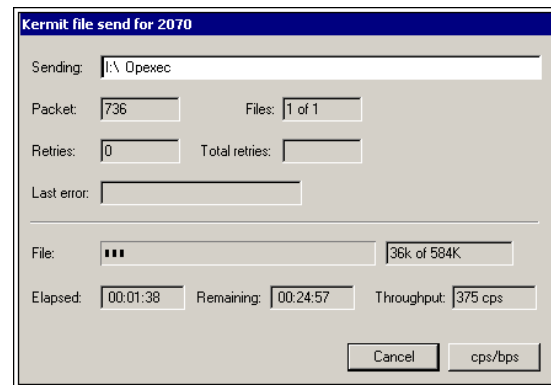 Kermit file send for 2070
Sending: I:\ Opexec
Packet: 736 Files: 1 of 1
Retries: 0 Total retries:
Last error:
File: 36k of 584K
Elapsed: 00:01:38 Remaining: 00:24:57 Throughput: 375 cps
Cancel cps/bps